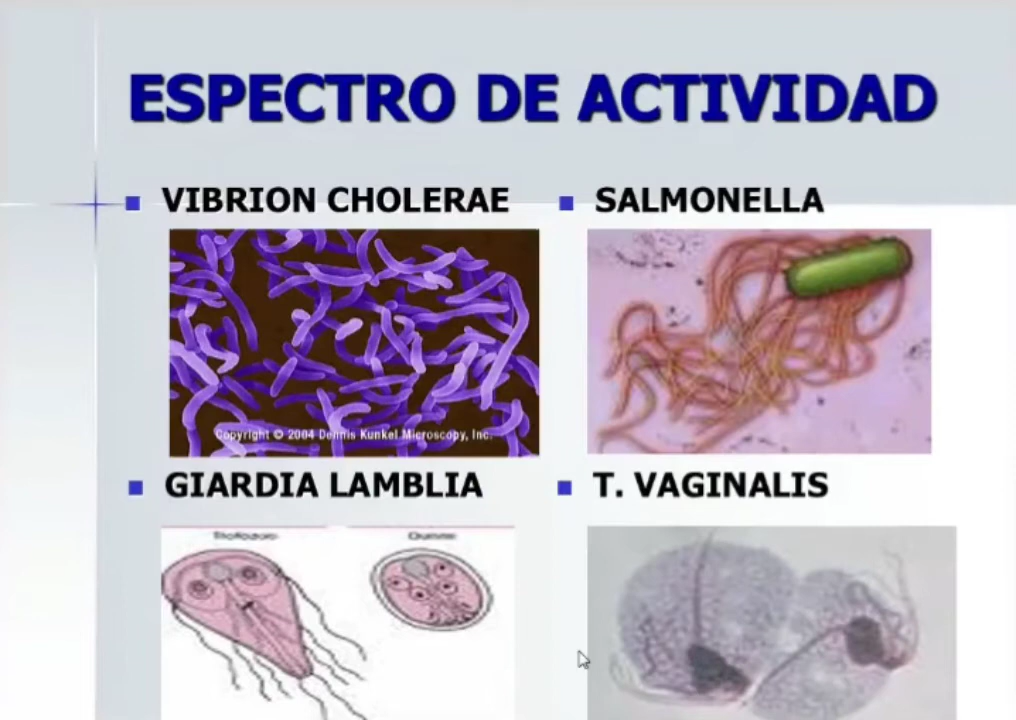 ESPECTRO DE ACTIVIDAD
VIBRION CHOLERAE
SALMONELLA
Copyright © 2004 Dennis Kunkel Microscopy, Inc.
GIARDIA LAMBLIA
T. VAGINALIS